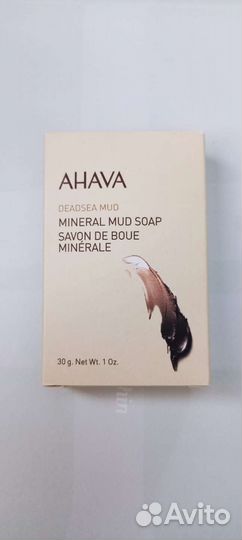 AHAVA
DEADSEA MUD
MINERAL MUD SOAP
SAVON DE BOUE
MINÉRALE
30 g. Net Wt. 1 Oz.
Avito